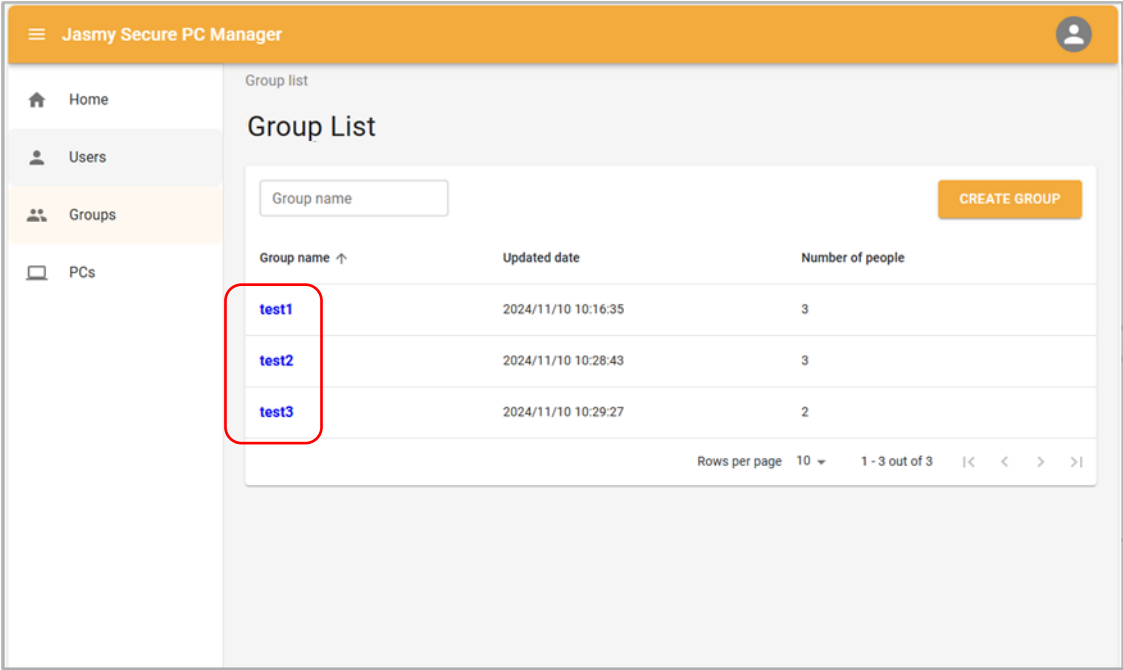 Jasmy Secure PC Manager
Home
Users
Groups
PCs
Group list
Group List
Group name
CREATE GROUP
Group name Updated date Number of people
test1 2024/11/10 10:16:35 3
test2 2024/11/10 10:28:43 3
test3 2024/11/10 10:29:27 2
Rows per page 10 1 - 3 out of 3